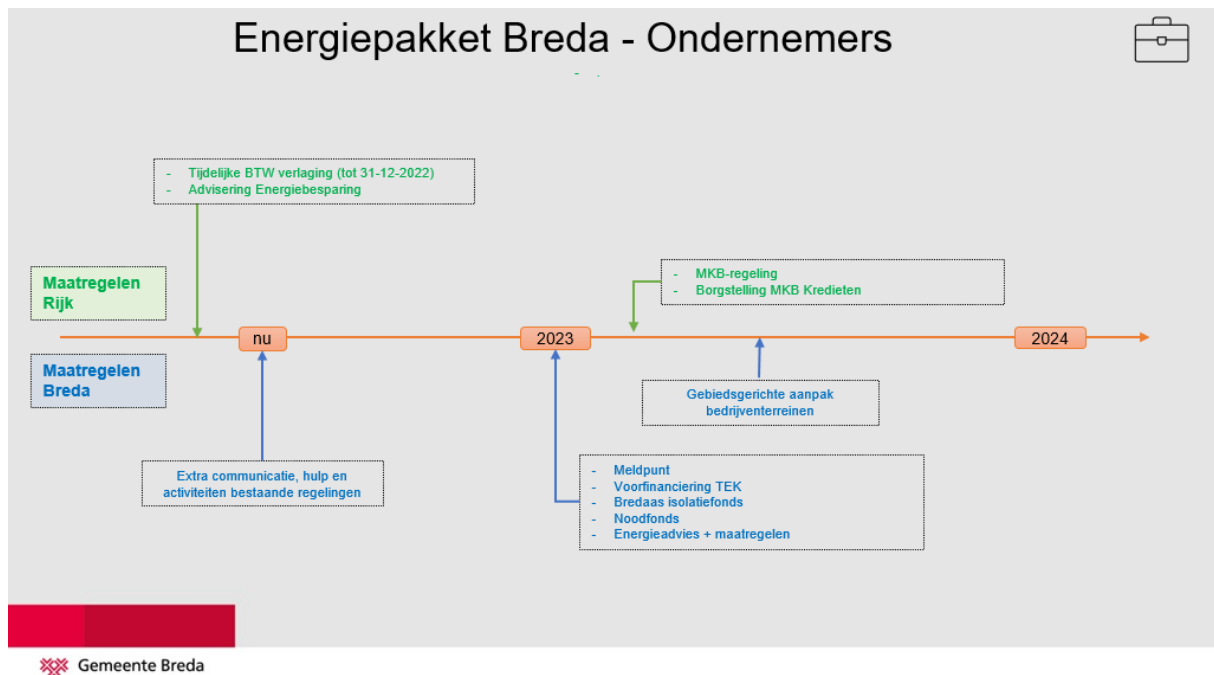 Energiepakket Breda - Ondernemers
- Tijdelijke BTW verlaging (tot 31-12-2022)
- Advisering Energiebesparing
Maatregelen
Rijk
- MKB-regeling
- Borgstelling MKB Kredieten
nu
2023
2024
Maatregelen
Breda
Gebiedsgerichte aanpak
bedrijventerreinen
Extra communicatie, hulp en
activiteiten bestaande regelingen
- Meldpunt
- Voorfinanciering TEK
- Bredaas isolatiefonds
- Noodfonds
- Energieadvies + maatregelen
Gemeente Breda